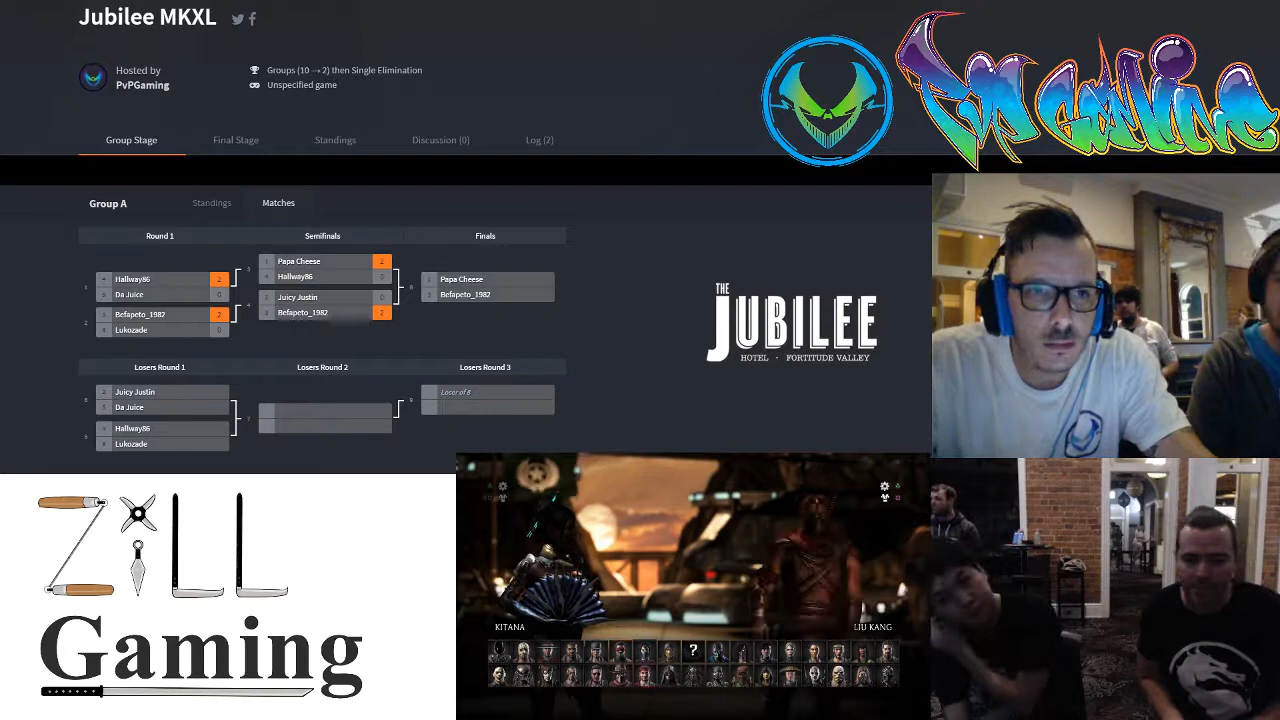 Jubilee MKXL
Hosted by
PvPGaming
Groups (10 → 2) then Single Elimination
Unspecified game
Group Stage
Final Stage
Standings
Discussion (0)
Log (2)
PvP GAMING
Group A
Standings
Matches
Round 1
Semifinals
Finals
Hallway86 2
Da Juice 0
Befapeto_1982 2
Lukozade 0
Papa Cheese 2
Hallway86 0
Juicy Justin 0
Befapeto_1982 2
Papa Cheese
Befapeto_1982
Losers Round 1
Losers Round 2
Losers Round 3
Juicy Justin
Da Juice
Hallway86
Lukozade
Loser of 8
THE
JUBILEE
HOTEL · FORTITUDE VALLEY
ZiLL
Gaming
KITANA
LIU KANG
?